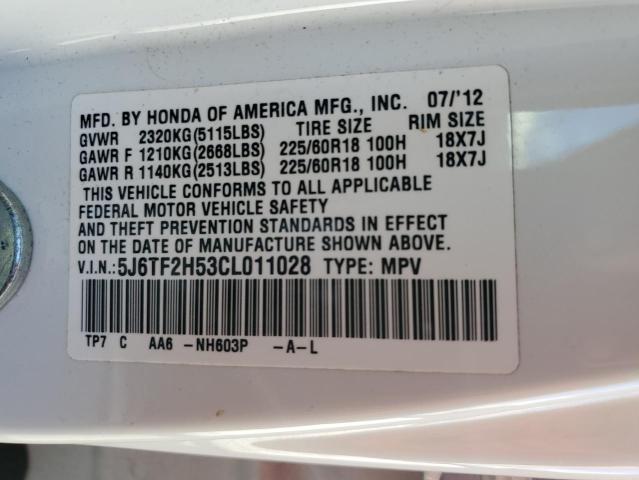 MFD. BY HONDA OF AMERICA MFG., INC. 07/'12
GVWR 2320KG(5115LBS) TIRE SIZE RIM SIZE
GAWR F 1210KG(2668LBS) 225/60R18 100H 18X7J
GAWR R 1140KG(2513LBS) 225/60R18 100H 18X7J
THIS VEHICLE CONFORMS TO ALL APPLICABLE
FEDERAL MOTOR VEHICLE SAFETY
AND THEFT PREVENTION STANDARDS IN EFFECT
ON THE DATE OF MANUFACTURE SHOWN ABOVE.
V.I.N.:5J6TF2H53CL011028 TYPE: MPV
TP7 C AA6 -NH603P -A-L